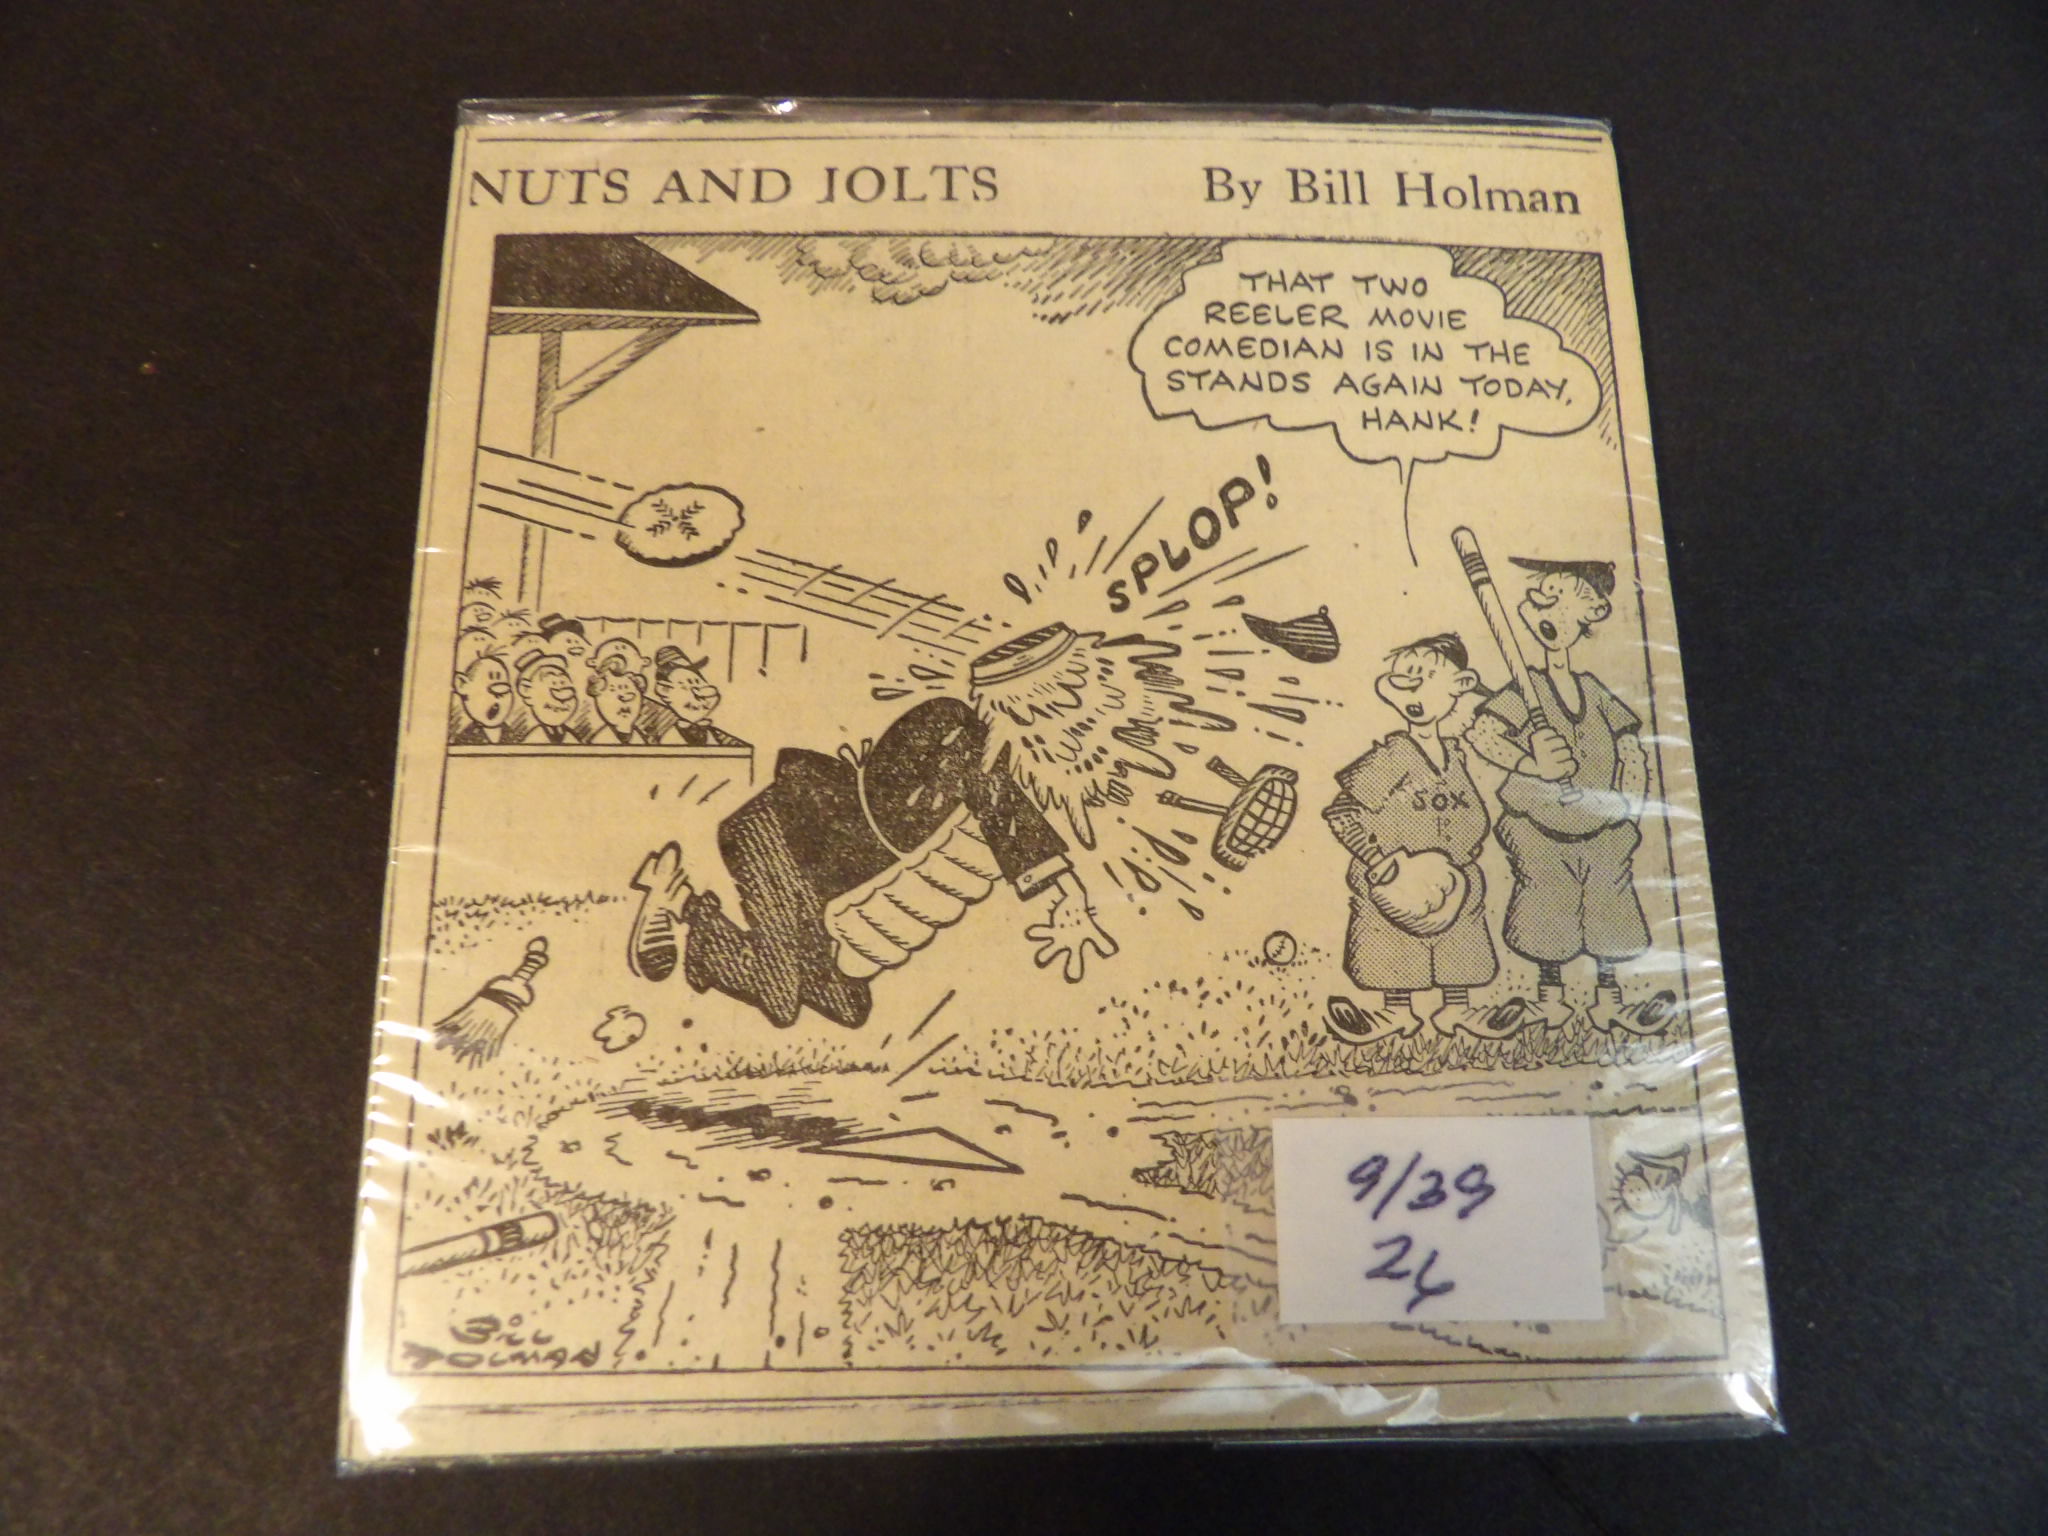 NUTS AND JOLTS
By Bill Holman
THAT TWO
REELER MOVIE
COMEDIAN IS IN THE
STANDS AGAIN TODAY,
HANK!
SPLOP!
SOX
9/39
26
BILL
HOLMAN